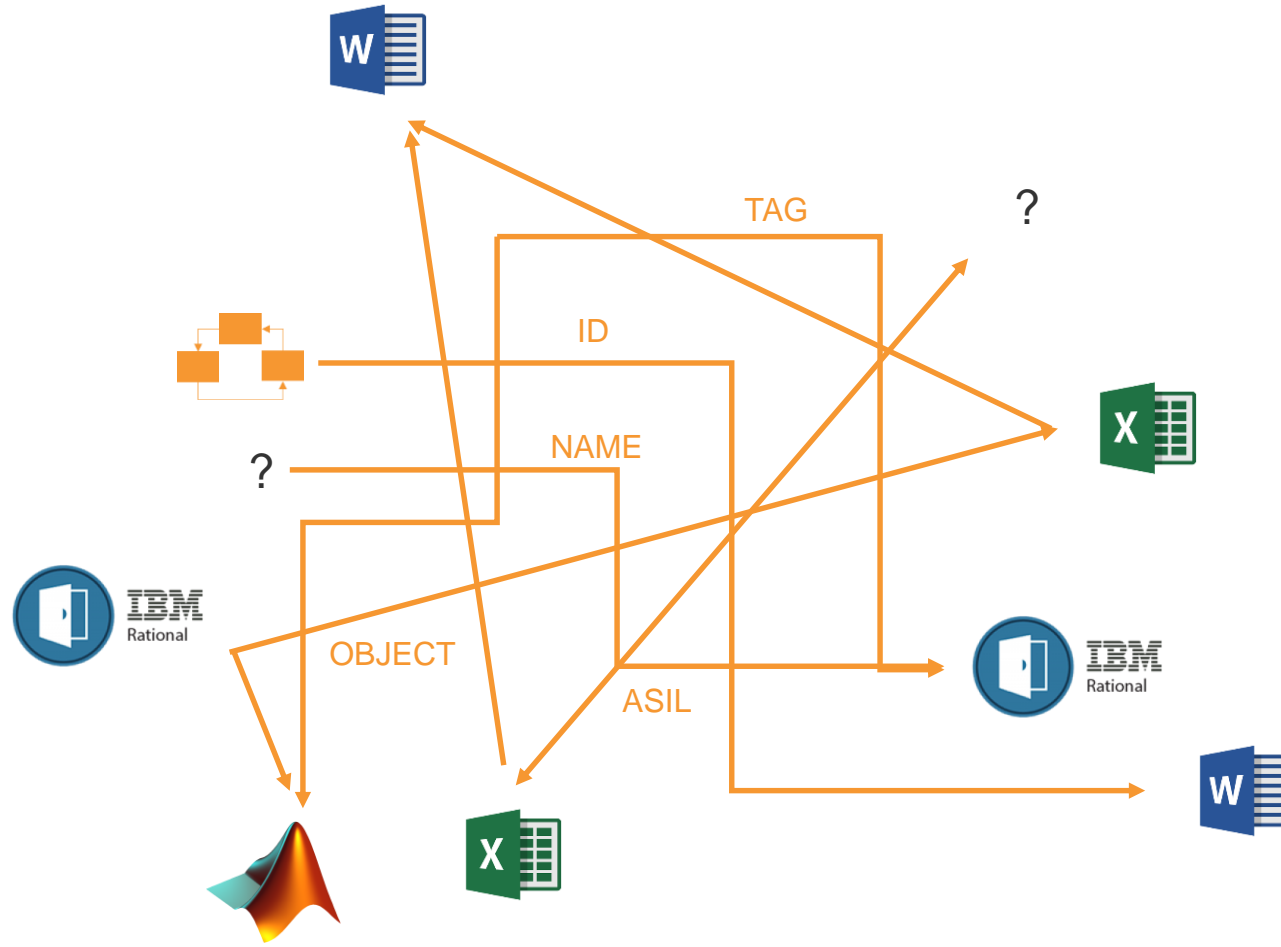 W
TAG
?
ID
X
NAME
?
IBM
Rational
OBJECT
IBM
Rational
ASIL
W
X